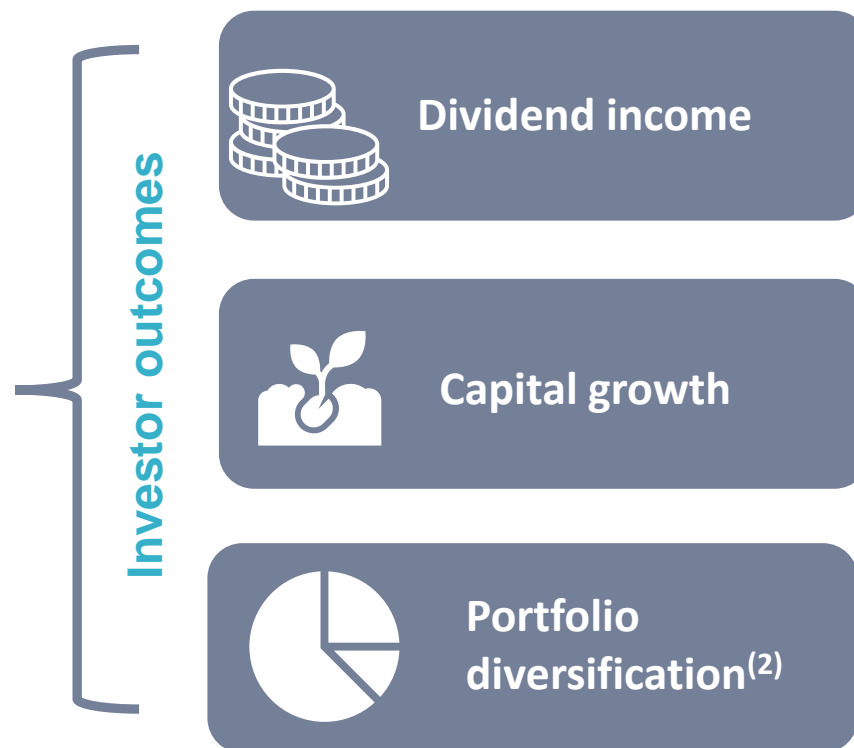 Investor outcomes
Dividend income
Capital growth
Portfolio
diversification(2)